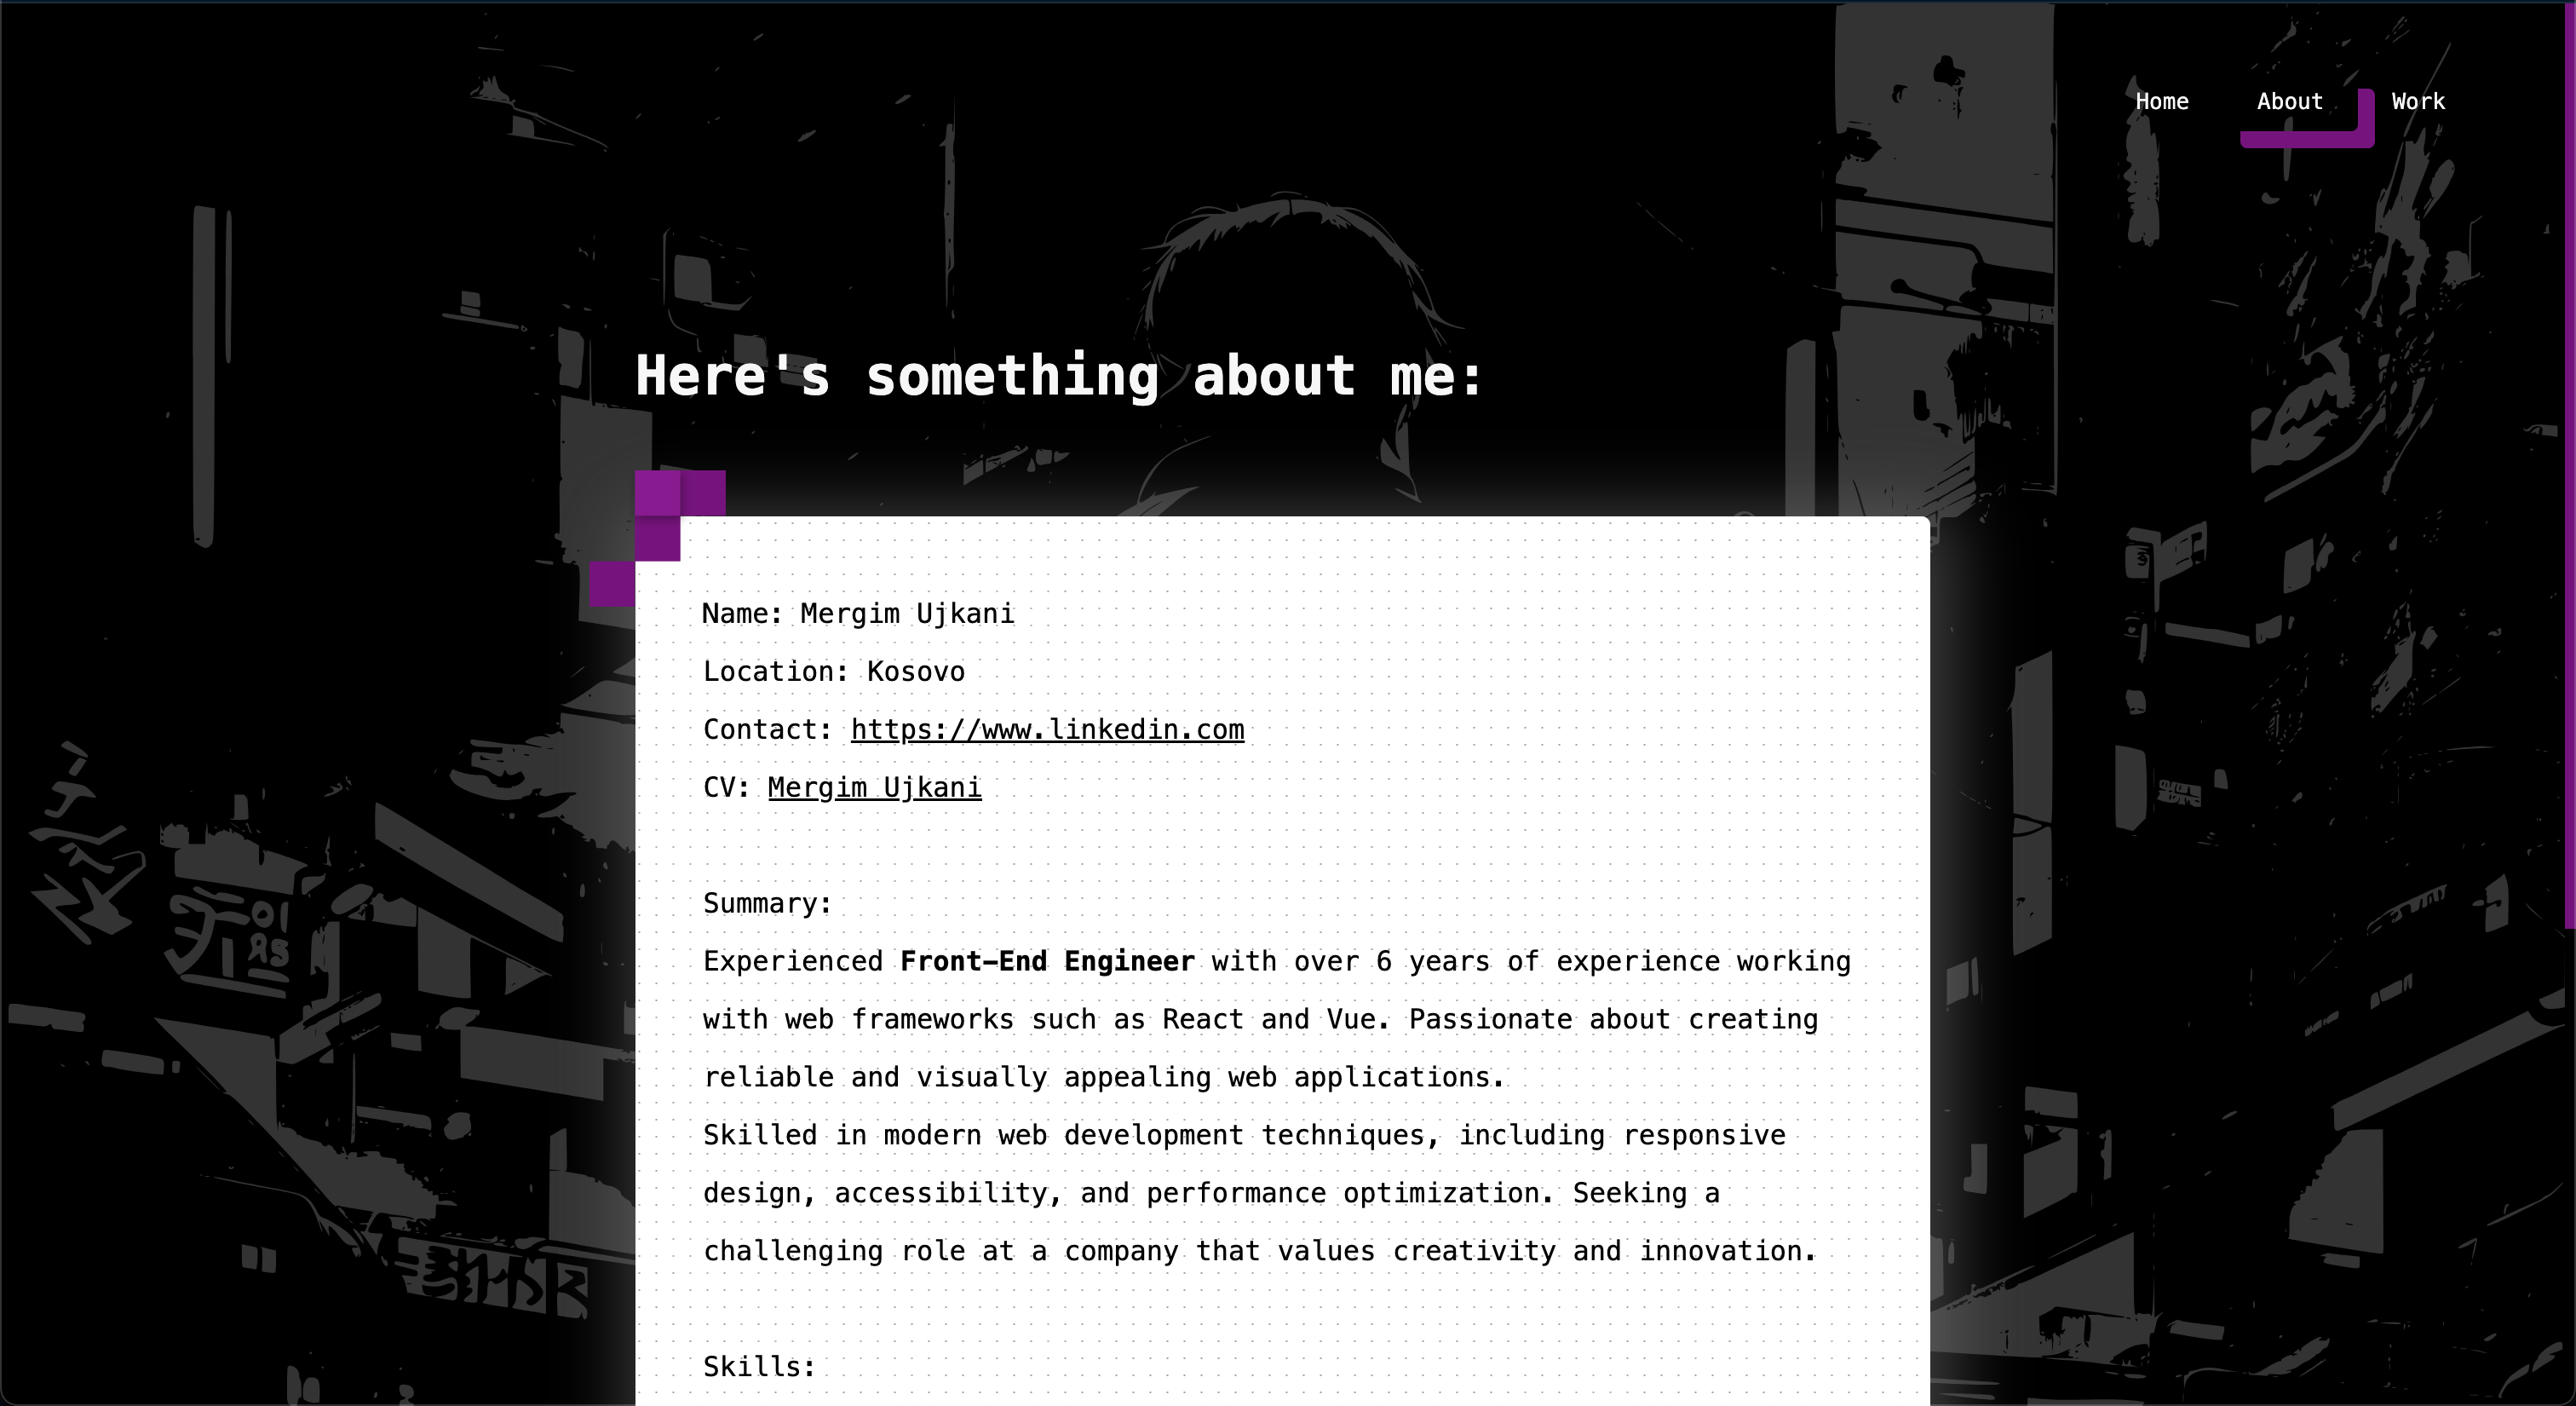 Home About Work
Here's something about me:
Name: Mergim Ujkani
Location: Kosovo
Contact: https://www.linkedin.com
CV: Mergim Ujkani
Summary:
Experienced Front-End Engineer with over 6 years of experience working
with web frameworks such as React and Vue. Passionate about creating
reliable and visually appealing web applications.
Skilled in modern web development techniques, including responsive
design, accessibility, and performance optimization. Seeking a
challenging role at a company that values creativity and innovation.
Skills: